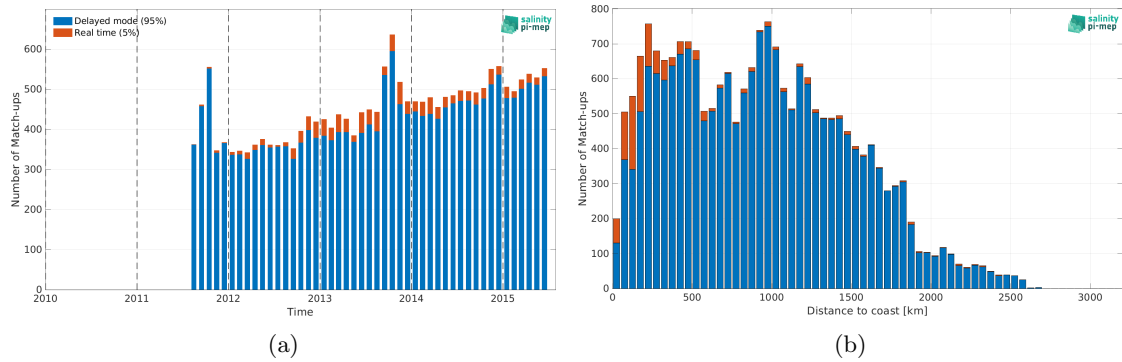 Delayed mode (95%)
Real time (5%)
salinity
pi-mep
Number of Match-ups
600
500
400
300
200
100
0
2010
2011
2012
2013
2014
2015
Time
(a)
salinity
pi-mep
Number of Match-ups
800
700
600
500
400
300
200
100
0
0
500
1000
1500
2000
2500
3000
Distance to coast [km]
(b)